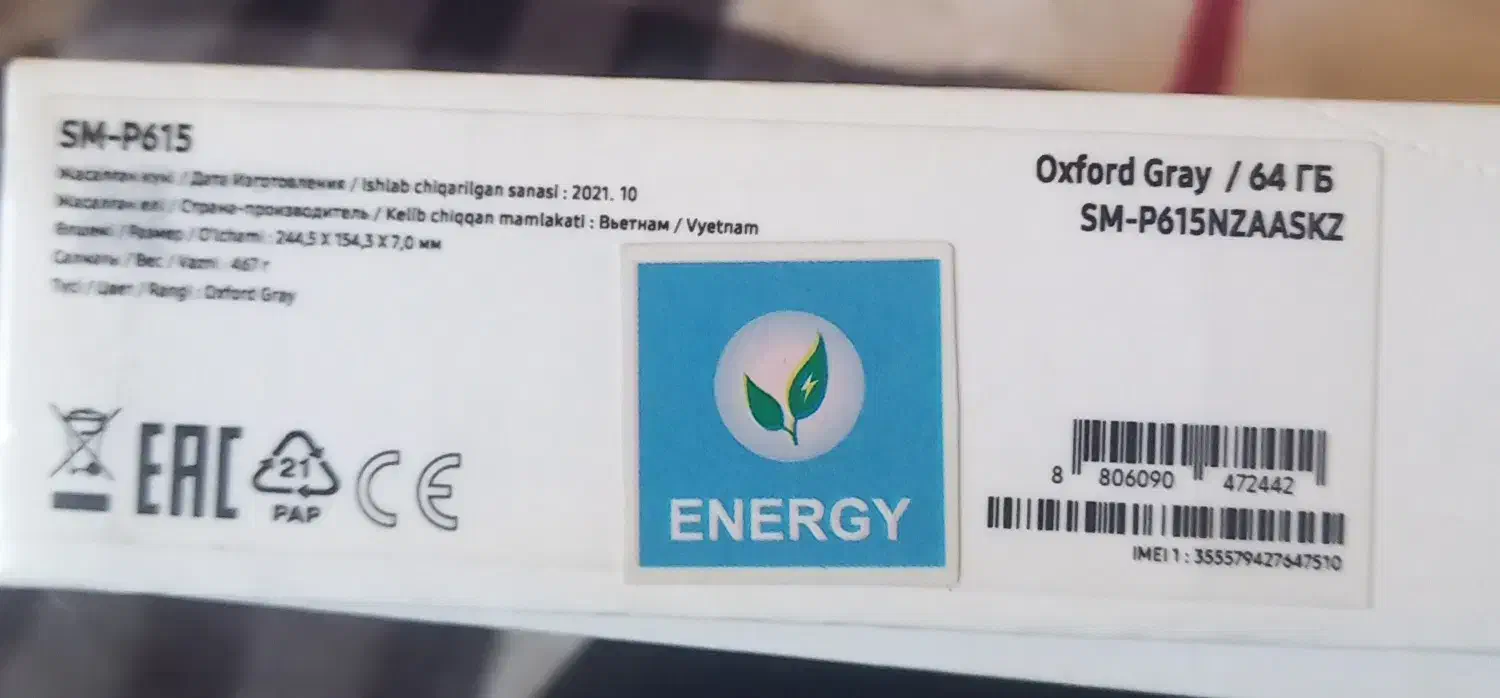 SM-P615
Жасалған күні / Дата Изготовления / Ishlab chiqarilgan sanasi : 2021. 10
Жасалған елі / Страна-производитель / Kelib chiqqan mamlakati : Вьетнам / Vyetnam
Өлшемі / Размер / O'lchami : 244,5 X 154,3 X 7,0 мм
Салмағы / Вес / Vazni : 467 г
Түсі / Цвет / Rangi : Oxford Gray
Oxford Gray / 64 ГБ
SM-P615NZAASKZ
EAC
21
PAP
CE
ENERGY
8 806090 472442
IMEI 1 : 355579427647510